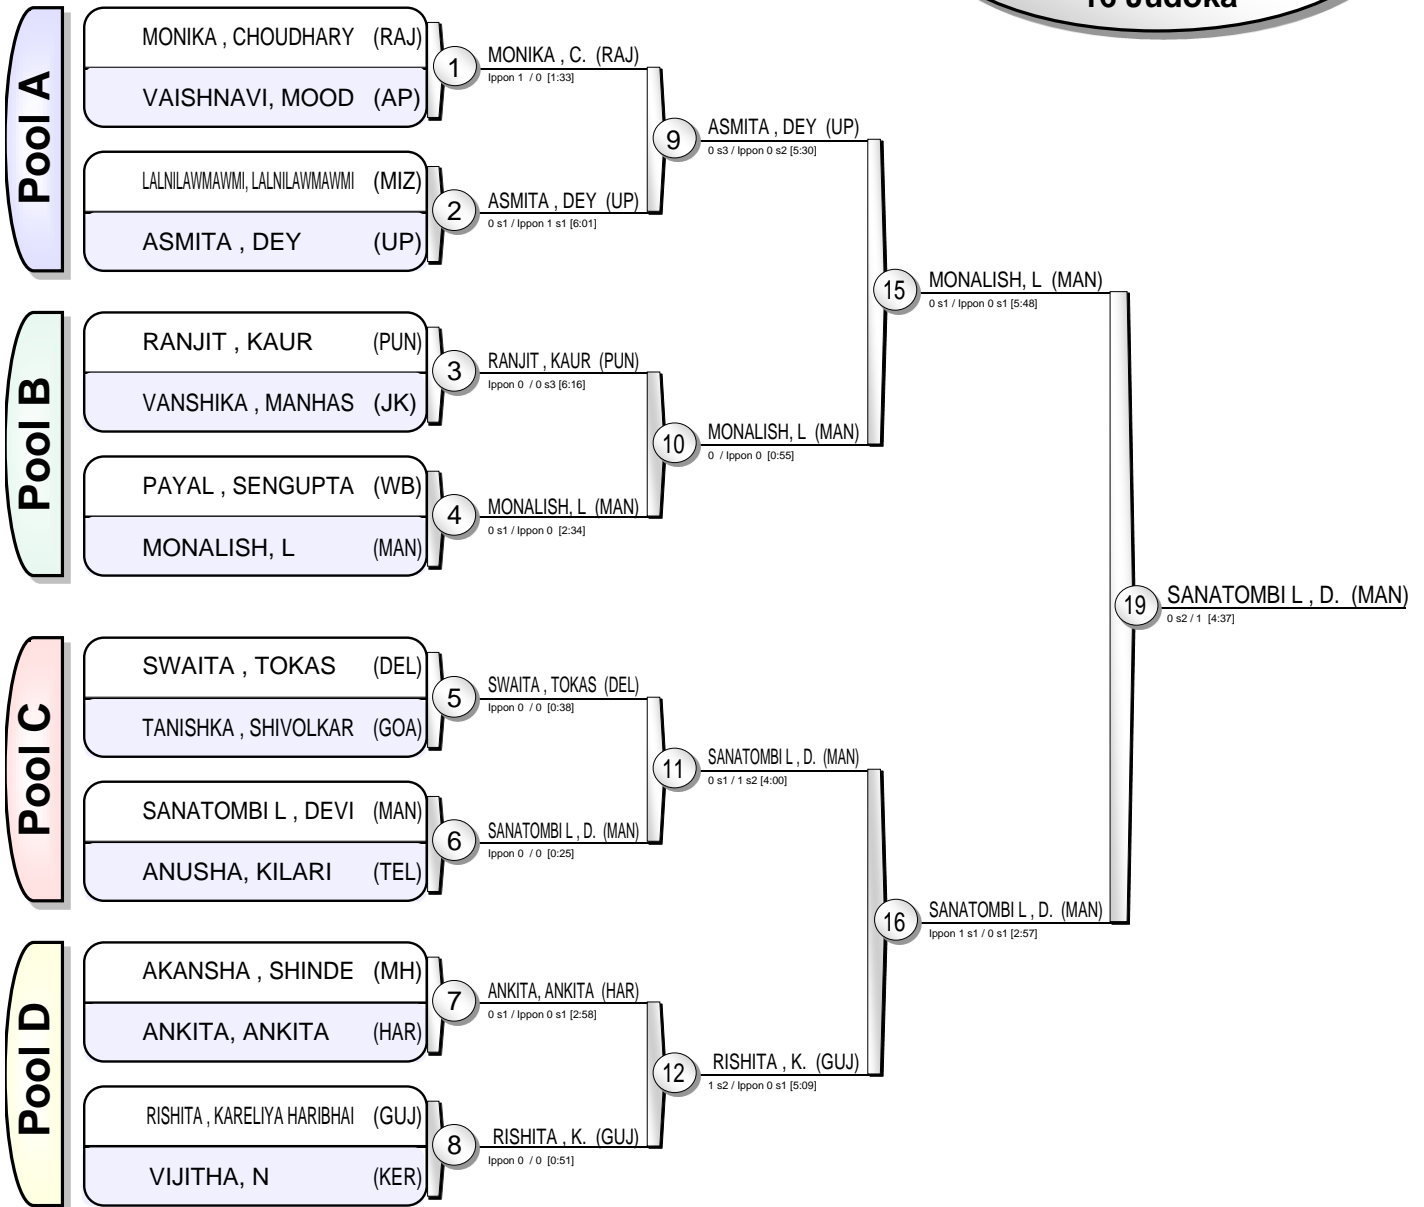 16 Judoka
Pool A
MONIKA , CHOUDHARY (RAJ)
VAISHNAVI, MOOD (AP)
LALNILAWMAWMI, LALNILAWMAWMI (MIZ)
ASMITA , DEY (UP)
1
MONIKA , C. (RAJ)
Ippon 1 / 0 [1:33]
2
ASMITA , DEY (UP)
0 s1 / Ippon 1 s1 [6:01]
9
ASMITA , DEY (UP)
0 s3 / Ippon 0 s2 [5:30]
Pool B
RANJIT , KAUR (PUN)
VANSHIKA , MANHAS (JK)
PAYAL , SENGUPTA (WB)
MONALISH, L (MAN)
3
RANJIT , KAUR (PUN)
Ippon 0 / 0 s3 [6:16]
4
MONALISH, L (MAN)
0 s1 / Ippon 0 [2:34]
10
MONALISH, L (MAN)
0 / Ippon 0 [0:55]
15
MONALISH, L (MAN)
0 s1 / Ippon 0 s1 [5:48]
Pool C
SWAITA , TOKAS (DEL)
TANISHKA , SHIVOLKAR (GOA)
SANATOMBI L , DEVI (MAN)
ANUSHA, KILARI (TEL)
5
SWAITA , TOKAS (DEL)
Ippon 0 / 0 [0:38]
6
SANATOMBI L , D. (MAN)
Ippon 0 / 0 [0:25]
11
SANATOMBI L , D. (MAN)
0 s1 / 1 s2 [4:00]
Pool D
AKANSHA , SHINDE (MH)
ANKITA, ANKITA (HAR)
RISHITA , KARELIYA HARIBHAI (GUJ)
VIJITHA, N (KER)
7
ANKITA, ANKITA (HAR)
0 s1 / Ippon 0 s1 [2:58]
8
RISHITA , K. (GUJ)
Ippon 0 / 0 [0:51]
12
RISHITA , K. (GUJ)
1 s2 / Ippon 0 s1 [5:09]
16
SANATOMBI L , D. (MAN)
Ippon 1 s1 / 0 s1 [2:57]
19
SANATOMBI L , D. (MAN)
0 s2 / 1 [4:37]